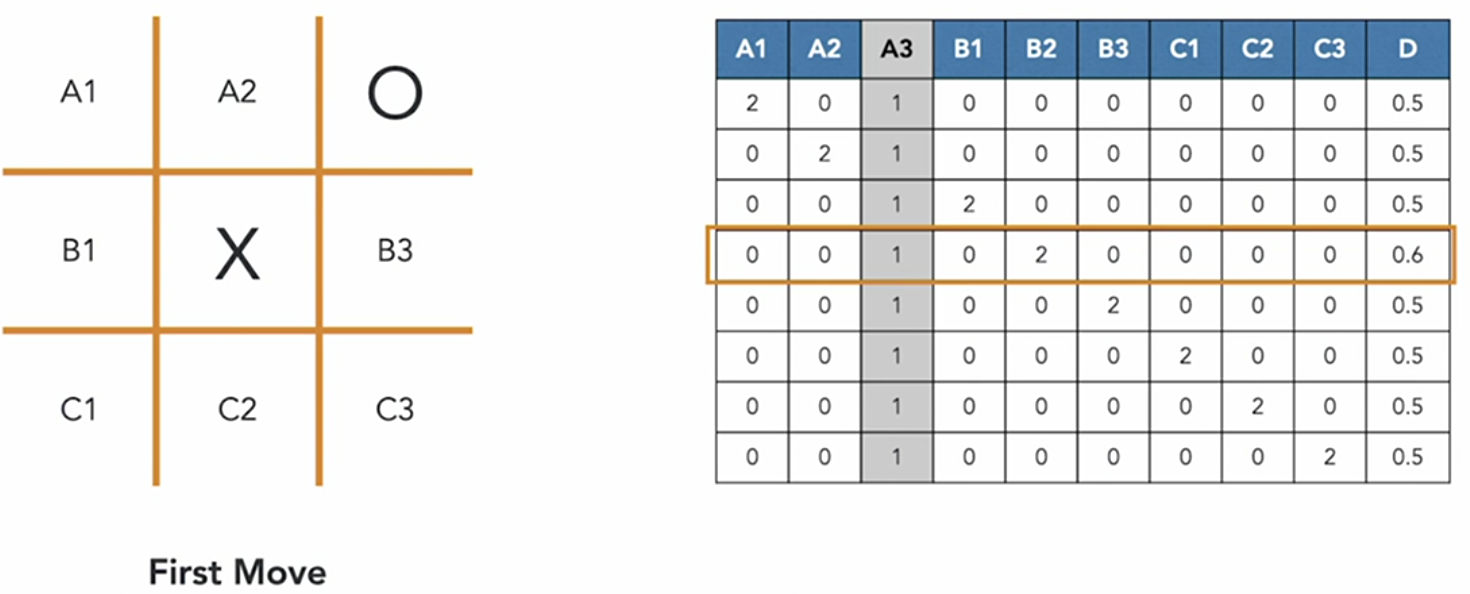 A1 A2 O
B1 X B3
C1 C2 C3
First Move
A1 A2 A3 B1 B2 B3 C1 C2 C3 D
2 0 1 0 0 0 0 0 0 0.5
0 2 1 0 0 0 0 0 0 0.5
0 0 1 2 0 0 0 0 0 0.5
0 0 1 0 2 0 0 0 0 0.6
0 0 1 0 0 2 0 0 0 0.5
0 0 1 0 0 0 2 0 0 0.5
0 0 1 0 0 0 0 2 0 0.5
0 0 1 0 0 0 0 0 2 0.5